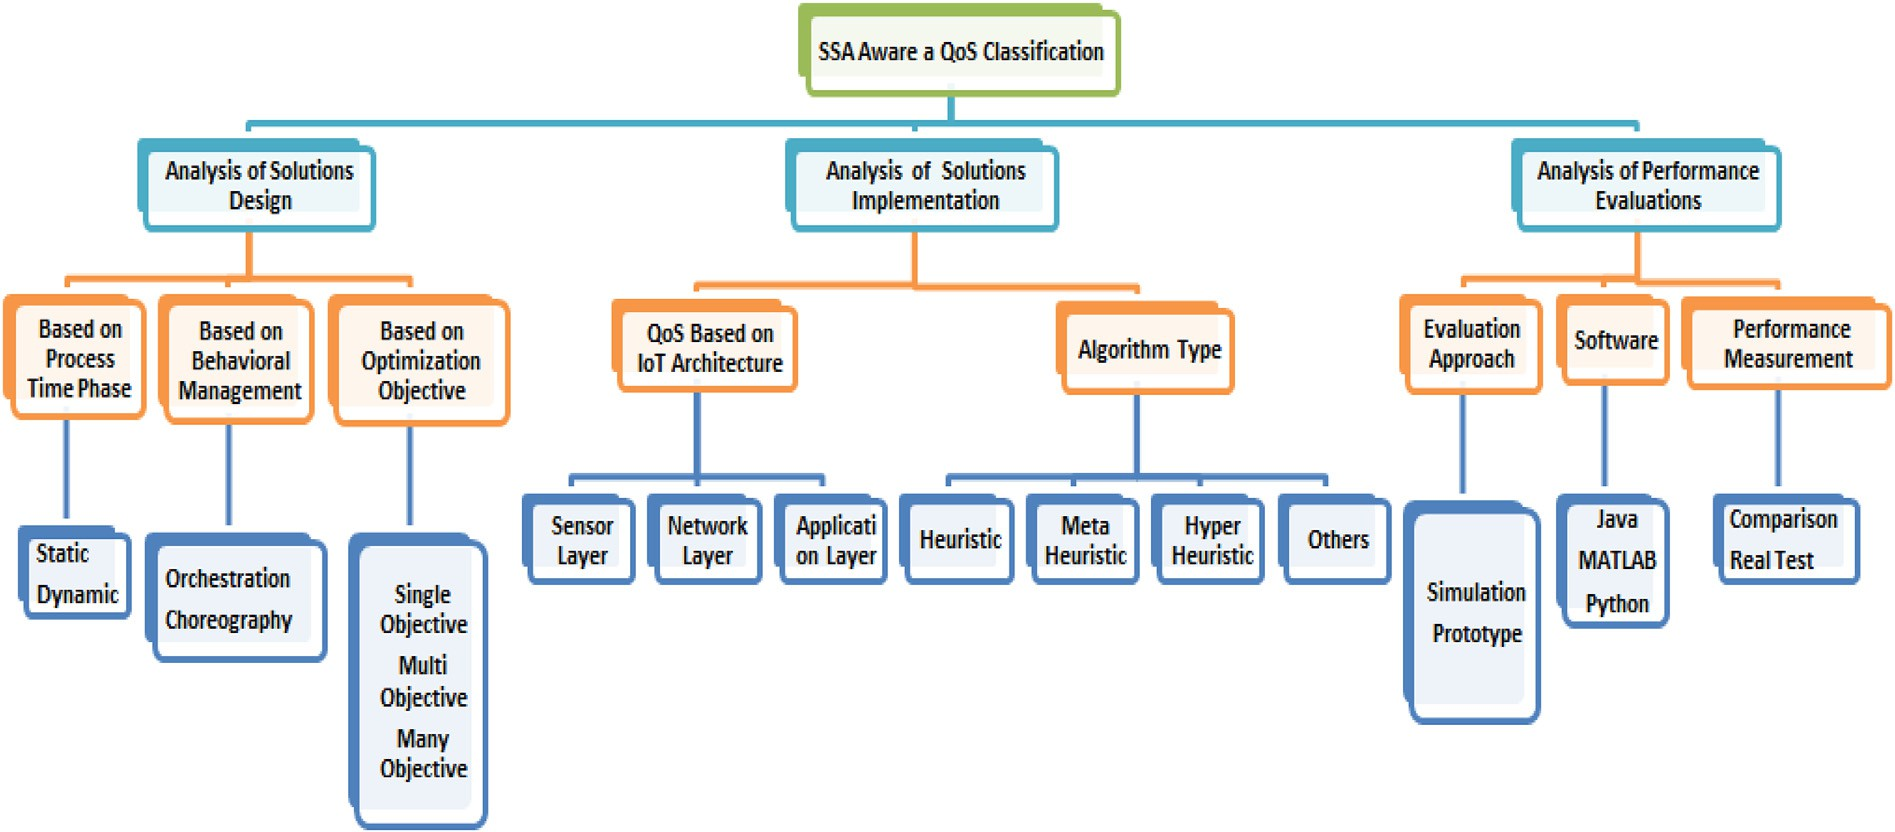 SSA Aware a QoS Classification
Analysis of Solutions
Design
Analysis of Solutions
Implementation
Analysis of Performance
Evaluations
Based on
Process
Time Phase
Based on
Behavioral
Management
Based on
Optimization
Objective
QoS Based on
IoT Architecture
Algorithm Type
Evaluation
Approach
Software
Performance
Measurement
Static
Dynamic
Orchestration
Choreography
Single
Objective
Multi
Objective
Many
Objective
Sensor
Layer
Network
Layer
Applicati
on Layer
Heuristic
Meta
Heuristic
Hyper
Heuristic
Others
Simulation
Prototype
Java
MATLAB
Python
Comparison
Real Test